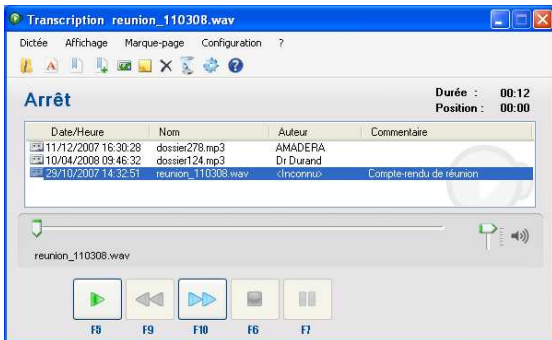 Transcription reunion_110308.wav
Dictée Affichage Marque-page Configuration ?
Arrêt
Durée : 00:12
Position : 00:00
Date/Heure Nom Auteur Commentaire
11/12/2007 16:30:28 dossier278.mp3 AMADERA
10/04/2008 09:46:32 dossier124.mp3 Dr Durand
29/10/2007 14:32:51 reunion_110308.wav <Inconnu> Compte-rendu de réunion
reunion_110308.wav
F5 F9 F10 F6 F7